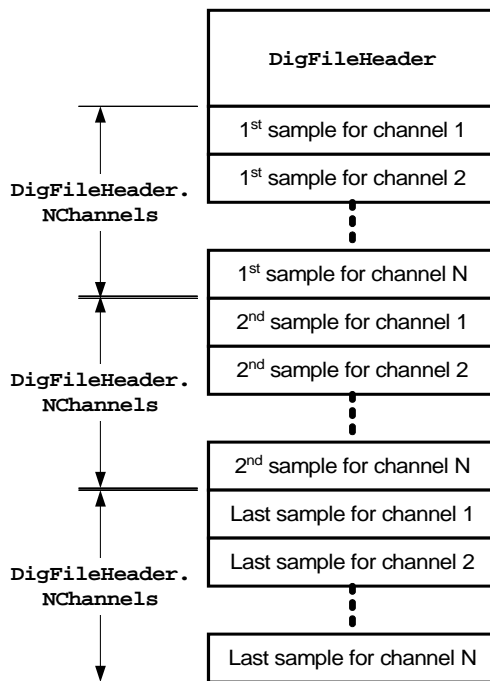 DigFileHeader
1st sample for channel 1
1st sample for channel 2
DigFileHeader.
NChannels
1st sample for channel N
2nd sample for channel 1
2nd sample for channel 2
DigFileHeader.
NChannels
2nd sample for channel N
Last sample for channel 1
Last sample for channel 2
DigFileHeader.
NChannels
Last sample for channel N